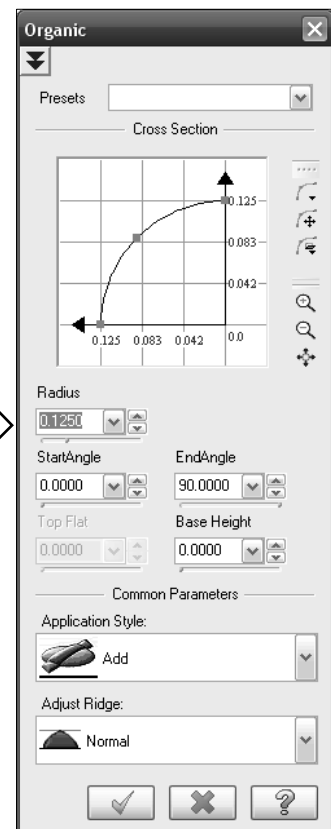 Organic
Presets
Cross Section
0.125
0.083
0.042
0.125 0.083 0.042 0.0
Radius
0.1250
StartAngle EndAngle
0.0000 90.0000
Top Flat Base Height
0.0000 0.0000
Common Parameters
Application Style:
Add
Adjust Ridge:
Normal
?